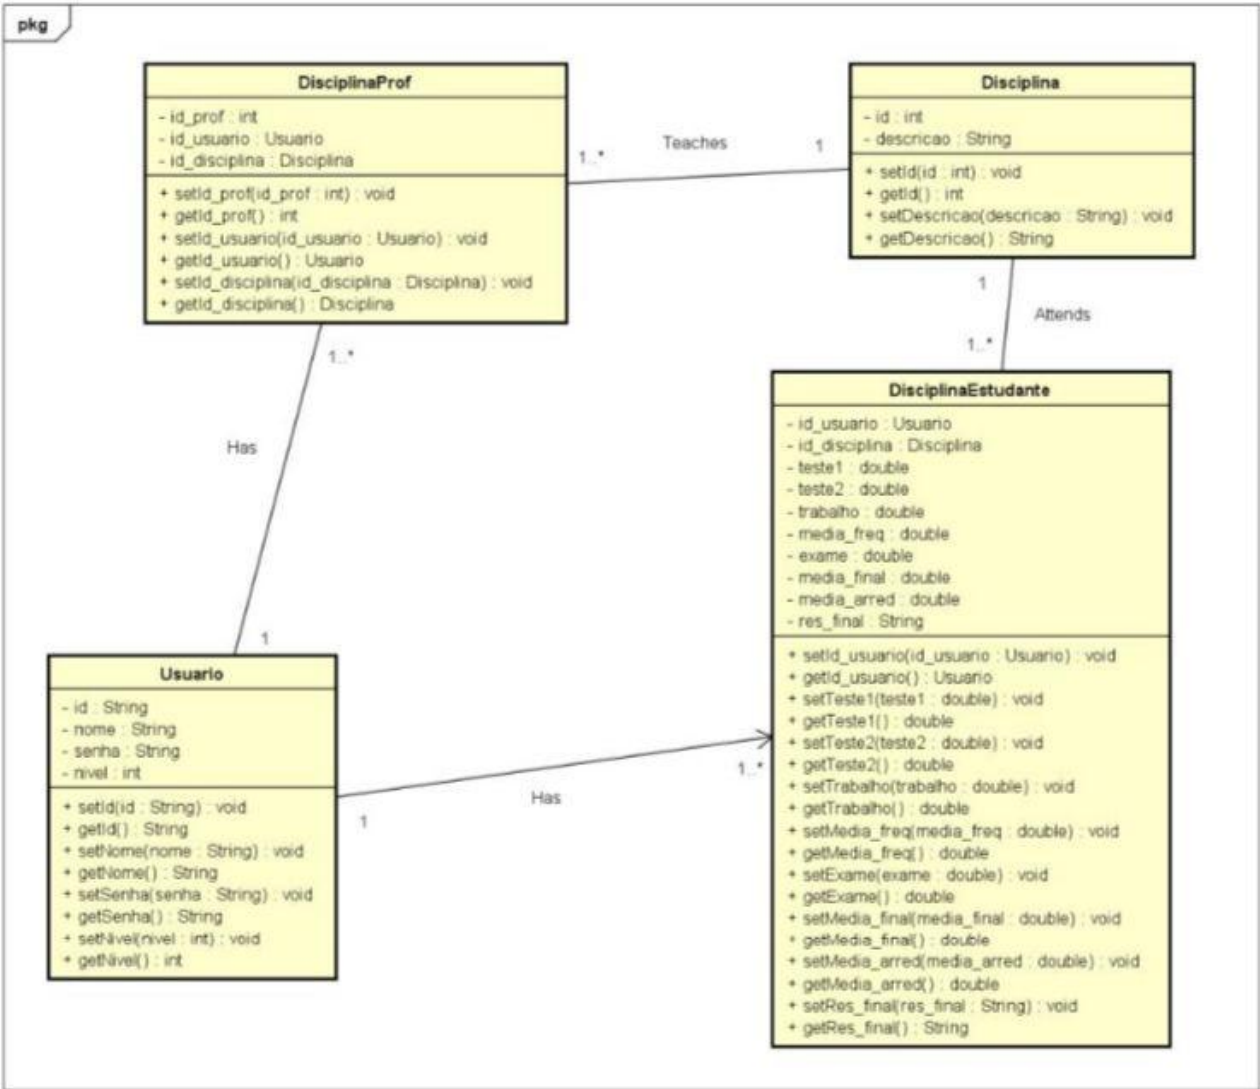 pkg
DisciplinaProf
- id_prof : int
- id_usuario : Usuario
- id_disciplina : Disciplina
+ setId_prof(id_prof : int) : void
+ getId_prof() : int
+ setId_usuario(id_usuario : Usuario) : void
+ getId_usuario() : Usuario
+ setId_disciplina(id_disciplina : Disciplina) : void
+ getId_disciplina() : Disciplina
1..*
Teaches
1
Disciplina
- id : int
- descricao : String
+ setId(id : int) : void
+ getId() : int
+ setDescricao(descricao : String) : void
+ getDescricao() : String
1
Attends
1..*
1..*
Has
1
DisciplinaEstudante
- id_usuario : Usuario
- id_disciplina : Disciplina
- teste1 : double
- teste2 : double
- trabalho : double
- media_freq : double
- exame : double
- media_final : double
- media_arred : double
- res_final : String
+ setId_usuario(id_usuario : Usuario) : void
+ getId_usuario() : Usuario
+ setTeste1(teste1 : double) : void
+ getTeste1() : double
+ setTeste2(teste2 : double) : void
+ getTeste2() : double
+ setTrabalho(trabalho : double) : void
+ getTrabalho() : double
+ setMedia_freq(media_freq : double) : void
+ getMedia_freq() : double
+ setExame(exame : double) : void
+ getExame() : double
+ setMedia_final(media_final : double) : void
+ getMedia_final() : double
+ setMedia_arred(media_arred : double) : void
+ getMedia_arred() : double
+ setRes_final(res_final : String) : void
+ getRes_final() : String
Usuario
- id : String
- nome : String
- senha : String
- nivel : int
+ setId(id : String) : void
+ getId() : String
+ setNome(nome : String) : void
+ getNome() : String
+ setSenha(senha : String) : void
+ getSenha() : String
+ setNivel(nivel : int) : void
+ getNivel() : int
1
Has
1..*